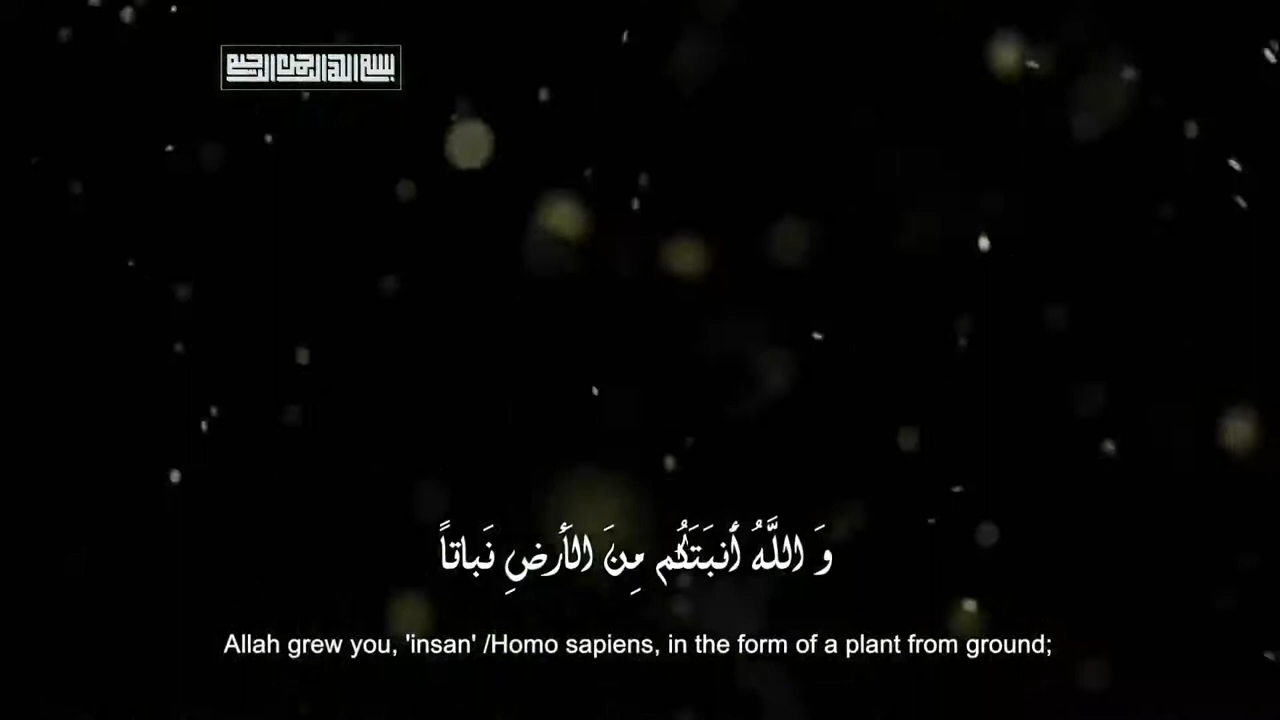 بسم الله الرحمن الرحيم
وَ اللَّهُ أَنبَتَكُم مِنَ الأَرضِ نَباتاً
Allah grew you, 'insan' /Homo sapiens, in the form of a plant from ground;